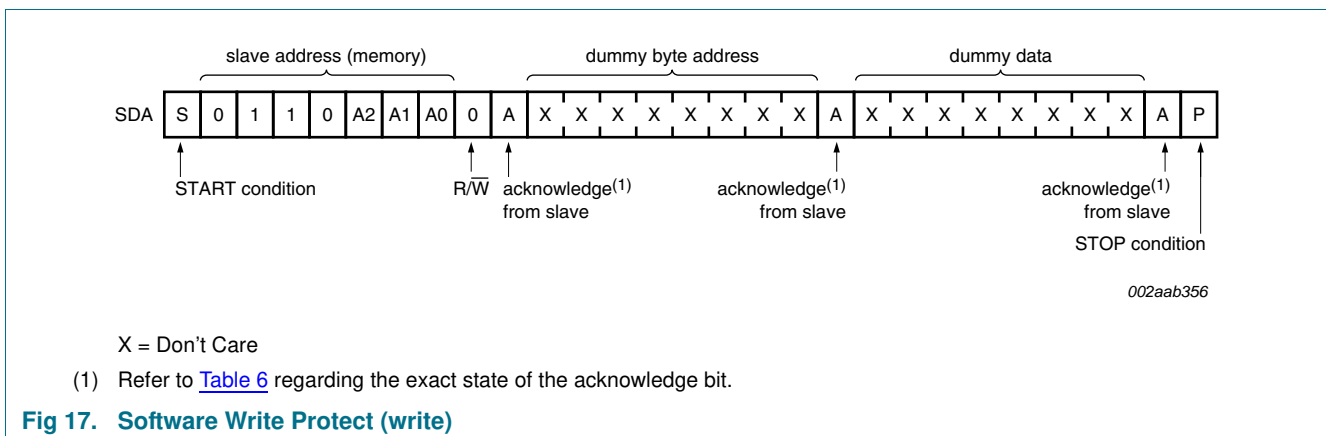 slave address (memory) dummy byte address dummy data
SDA S 0 1 1 0 A2 A1 A0 0 A X X X X X X X X A X X X X X X X X A P
START condition R/W̅ acknowledge(1) from slave acknowledge(1) from slave acknowledge(1) from slave
STOP condition
002aab356
X = Don't Care
(1) Refer to Table 6 regarding the exact state of the acknowledge bit.
Fig 17. Software Write Protect (write)